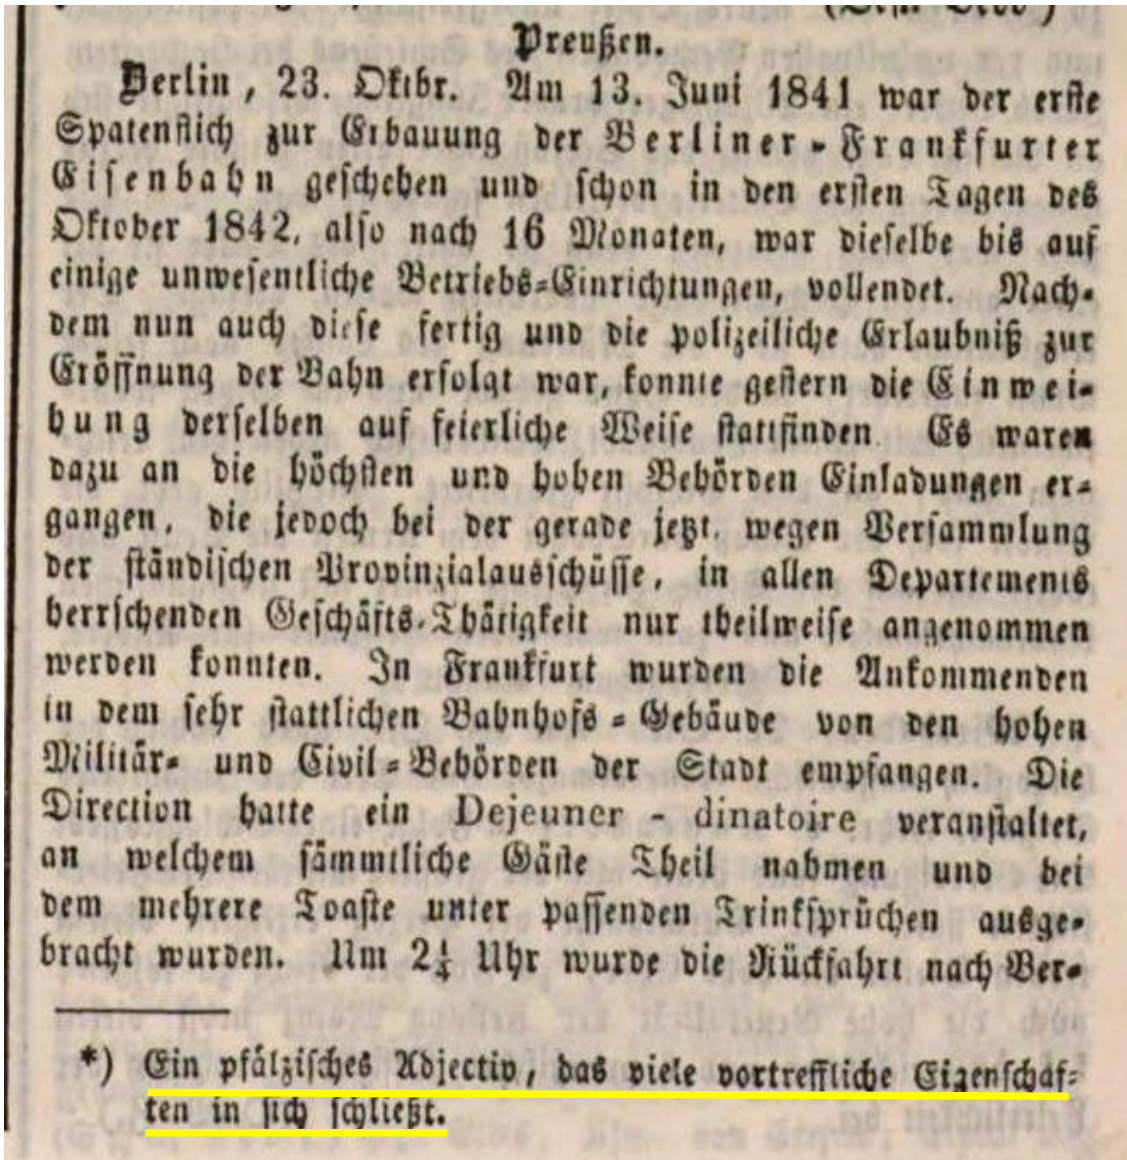 Preußen.
Berlin, 23. Oktbr. Am 13. Juni 1841 war der erste
Spatenstich zur Erbauung der Berliner-Frankfurter
Eisenbahn geschehen und schon in den ersten Tagen des
Oktober 1842, also nach 16 Monaten, war dieselbe bis auf
einige unwesentliche Betriebs-Einrichtungen, vollendet. Nach-
dem nun auch diese fertig und die polizeiliche Erlaubniß zur
Eröffnung der Bahn erfolgt war, konnte gestern die Einwei-
hung derselben auf feierliche Weise stattfinden. Es waren
dazu an die höchsten und hohen Behörden Einladungen er-
gangen, die jedoch bei der gerade jetzt, wegen Versammlung
der ständischen Provinzialausschüsse, in allen Departements
herrschenden Geschäfts-Thätigkeit nur theilweise angenommen
werden konnten. In Frankfurt wurden die Ankommenden
in dem sehr stattlichen Bahnhofs-Gebäude von den hohen
Militär- und Civil-Behörden der Stadt empfangen. Die
Direction hatte ein Dejeuner - dinatoire veranstaltet,
an welchem sämmtliche Gäste Theil nahmen und bei
dem mehrere Toaste unter passenden Trinksprüchen ausge-
bracht wurden. Um 2¼ Uhr wurde die Rückfahrt nach Ber-
*) Ein pfälzisches Adjectiv, das viele vortreffliche Eigenschaf-
ten in sich schließt.